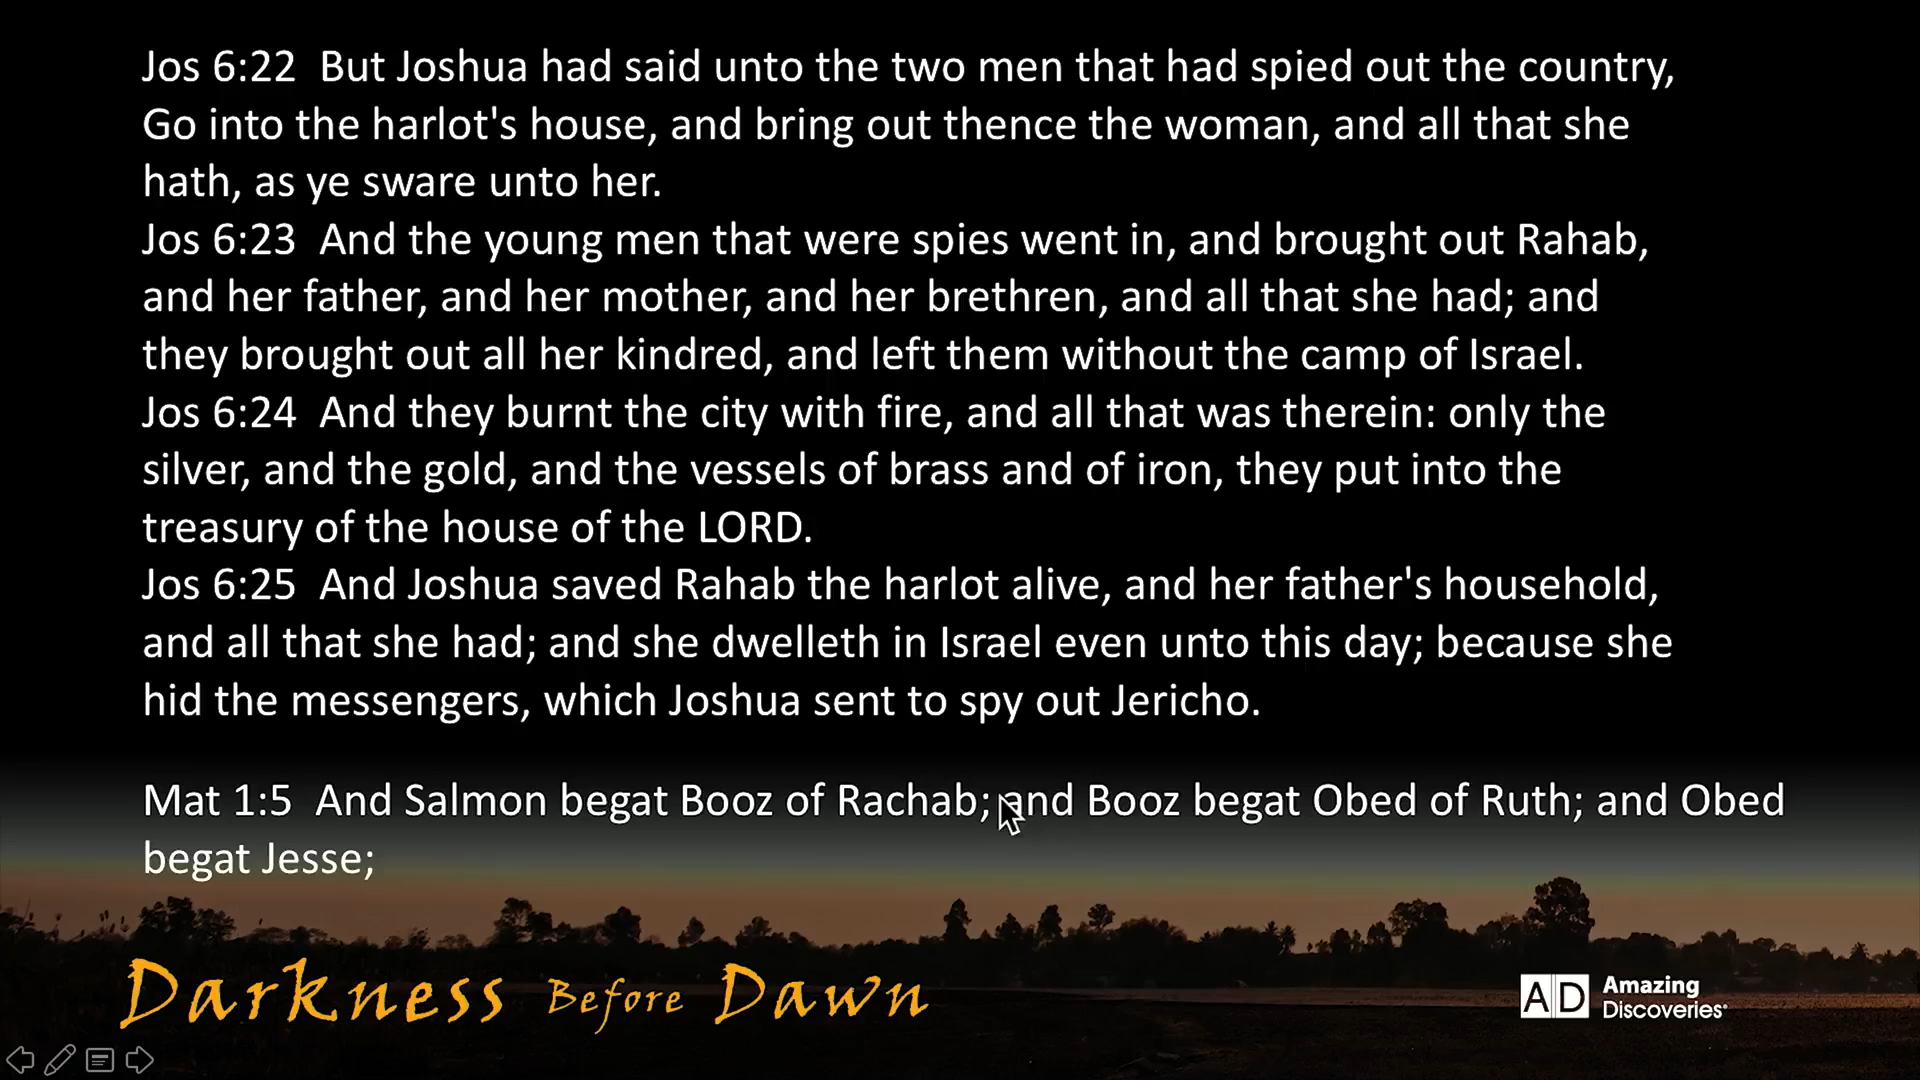 Jos 6:22  But Joshua had said unto the two men that had spied out the country,
Go into the harlot's house, and bring out thence the woman, and all that she
hath, as ye sware unto her.
Jos 6:23  And the young men that were spies went in, and brought out Rahab,
and her father, and her mother, and her brethren, and all that she had; and
they brought out all her kindred, and left them without the camp of Israel.
Jos 6:24  And they burnt the city with fire, and all that was therein: only the
silver, and the gold, and the vessels of brass and of iron, they put into the
treasury of the house of the LORD.
Jos 6:25  And Joshua saved Rahab the harlot alive, and her father's household,
and all that she had; and she dwelleth in Israel even unto this day; because she
hid the messengers, which Joshua sent to spy out Jericho.
Mat 1:5  And Salmon begat Booz of Rachab; and Booz begat Obed of Ruth; and Obed
begat Jesse;
Darkness Before Dawn
AD Amazing
Discoveries